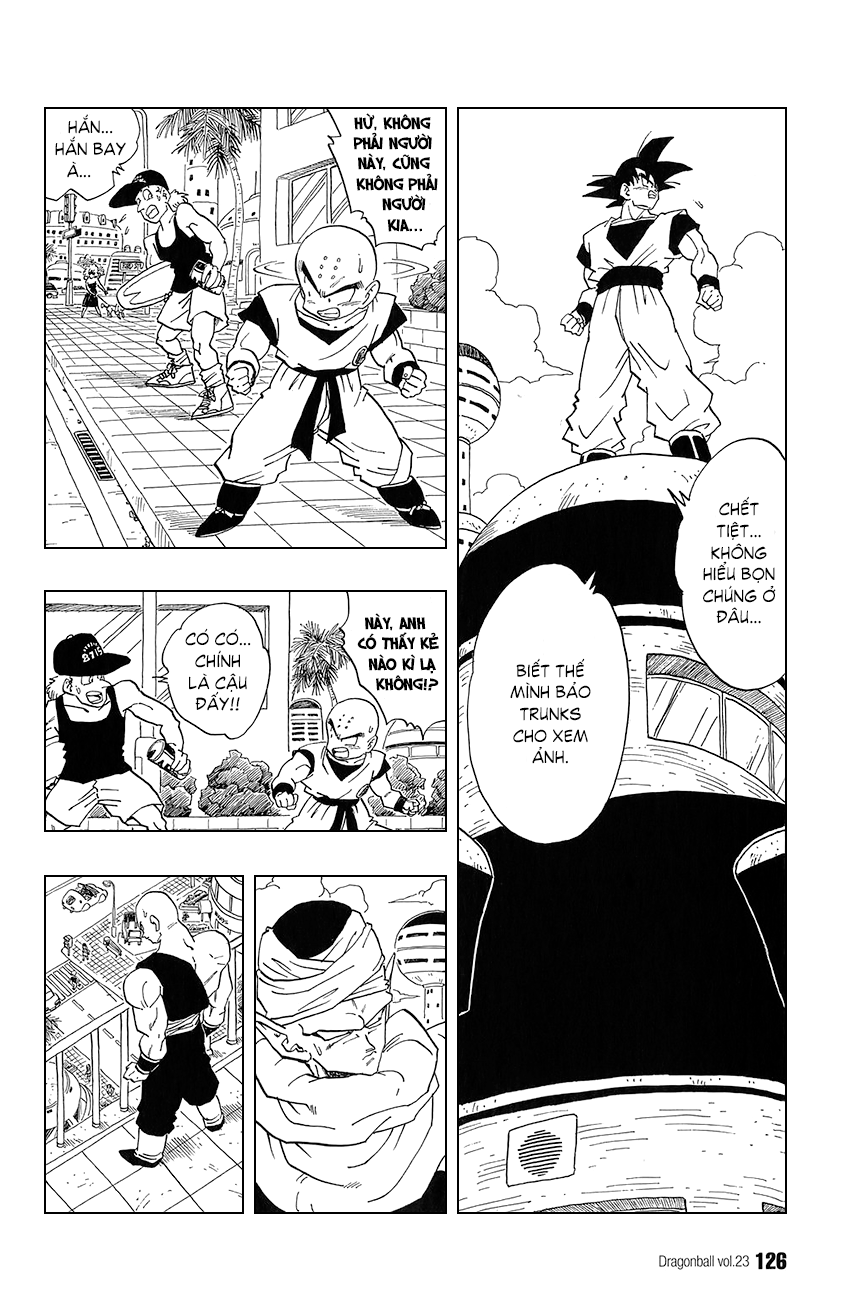 CHẾT
TIỆT...
KHÔNG
HIỂU BỌN
CHÚNG Ở
ĐÂU...
BIẾT THẾ
MÌNH BẢO
TRUNKS
CHO XEM
ẢNH.
HỪ, KHÔNG
PHẢI NGƯỜI
NÀY, CŨNG
KHÔNG PHẢI
NGƯỜI
KIA...
HẮN...
HẮN BAY
À...
NÀY, ANH
CÓ THẤY KẺ
NÀO KÌ LẠ
KHÔNG!?
CÓ CÓ...
CHÍNH
LÀ CẬU
ĐẤY!!
Dragonball vol.23 126